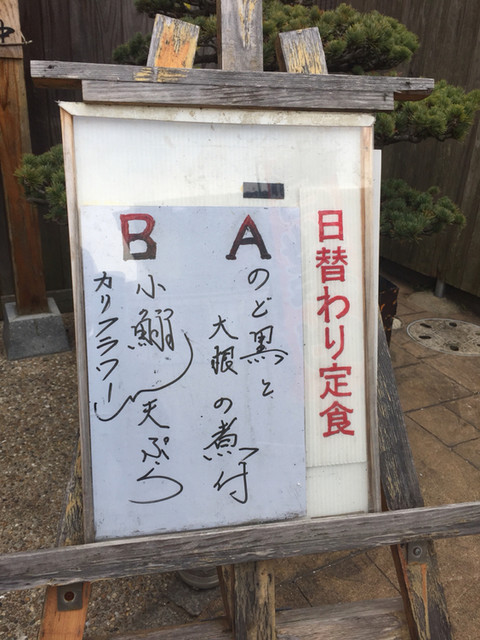 日替わり定食
A
のど黒と
大根の煮付
B
小鰯
カリフラワー
天ぷら